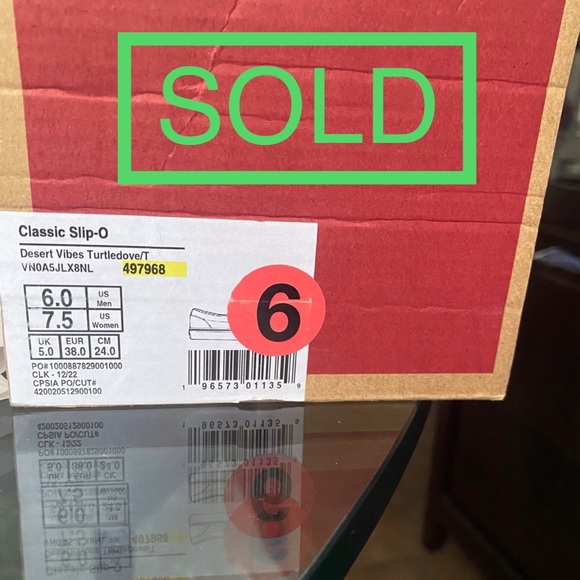 SOLD
Classic Slip-O
Desert Vibes Turtledove/T
VN0A5JLX8NL 497968
6.0 US Men
7.5 US Women
UK EUR CM
5.0 38.0 24.0
6
PO#1000887829001000
CLK - 12/22
CPSIA PO/CUT#
420020512900100
1 96573 01135 9